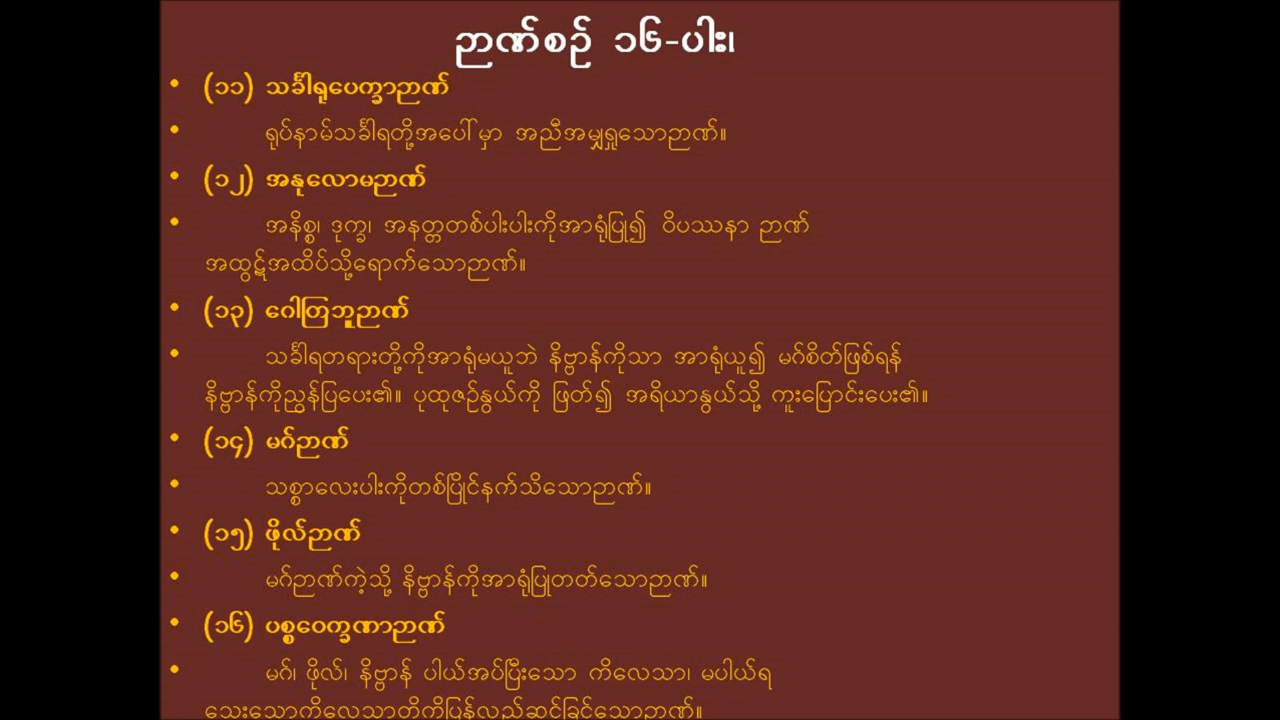 ဉာဏ်စဉ် ၁၆-ပါး၊
• (၁၁) သင်္ခါရုပေက္ခာဉာဏ်
• ရုပ်နာမ်သင်္ခါရတို့အပေါ်မှာ အညီအမျှရှုသောဉာဏ်။
• (၁၂) အနုလောမဉာဏ်
• အနိစ္စ၊ ဒုက္ခ၊ အနတ္တတစ်ပါးပါးကိုအာရုံပြု၍ ဝိပဿနာ ဉာဏ်
အထွဋ်အထိပ်သို့ရောက်သောဉာဏ်။
• (၁၃) ဂေါတြဘူဉာဏ်
• သင်္ခါရတရားတို့ကိုအာရုံမယူဘဲ နိဗ္ဗာန်ကိုသာ အာရုံယူ၍ မဂ်စိတ်ဖြစ်ရန်
နိဗ္ဗာန်ကိုညွှန်ပြပေး၏။ ပုထုဇဉ်နွယ်ကို ဖြတ်၍ အရိယာနွယ်သို့ ကူးပြောင်းပေး၏။
• (၁၄) မဂ်ဉာဏ်
• သစ္စာလေးပါးကိုတစ်ပြိုင်နက်သိသောဉာဏ်။
• (၁၅) ဖိုလ်ဉာဏ်
• မဂ်ဉာဏ်ကဲ့သို့ နိဗ္ဗာန်ကိုအာရုံပြုတတ်သောဉာဏ်။
• (၁၆) ပစ္စဝေက္ခဏာဉာဏ်
• မဂ်၊ ဖိုလ်၊ နိဗ္ဗာန် ပါယ်အပ်ပြီးသော ကိလေသာ၊ မပါယ်ရ
သေးသောကိလေသာတို့ကိုပြန်လည်ဆင်ခြင်သောဉာဏ်။